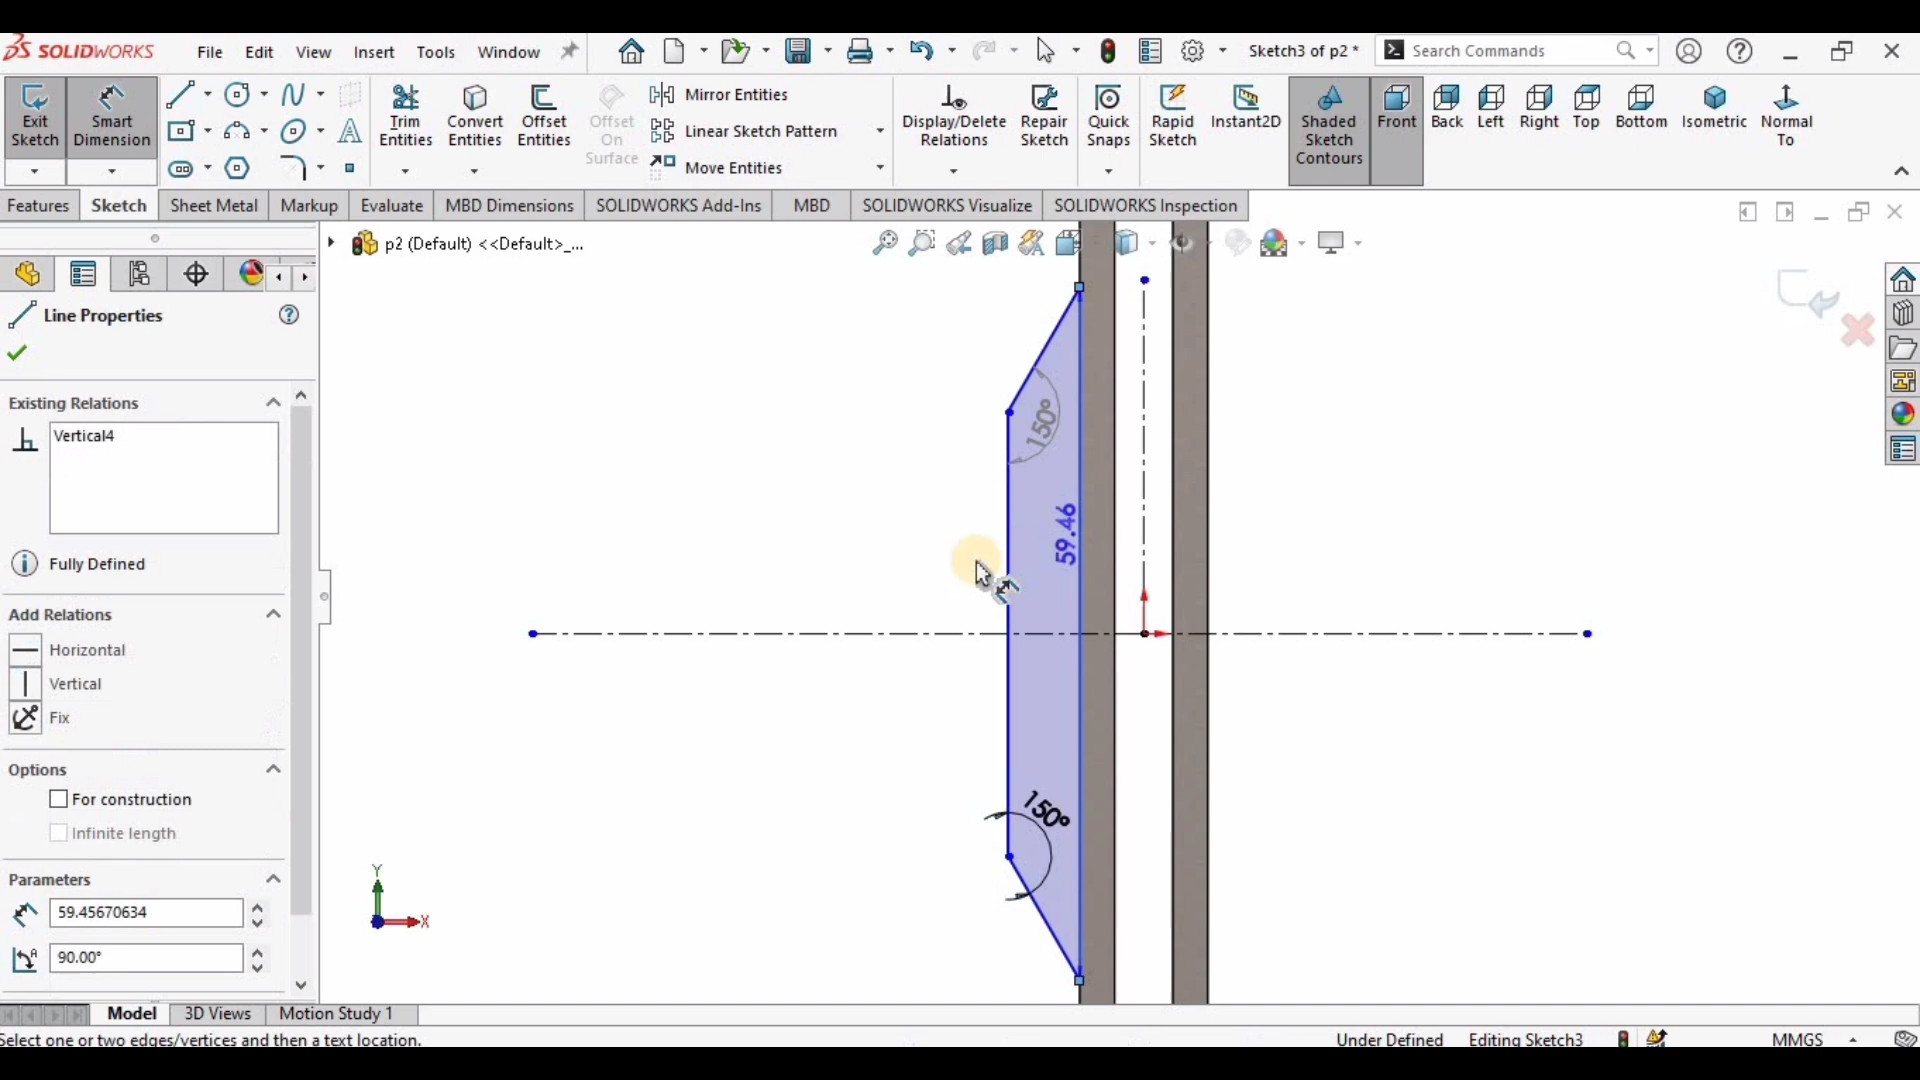 SOLIDWORKS File Edit View Insert Tools Window Sketch3 of p2 * Search Commands
Exit Sketch Smart Dimension Trim Entities Convert Entities Offset Entities Offset On Surface Mirror Entities Linear Sketch Pattern Move Entities Display/Delete Relations Repair Sketch Quick Snaps Rapid Sketch Instant2D Shaded Sketch Contours Front Back Left Right Top Bottom Isometric Normal To
Features Sketch Sheet Metal Markup Evaluate MBD Dimensions SOLIDWORKS Add-Ins MBD SOLIDWORKS Visualize SOLIDWORKS Inspection
p2 (Default) <<Default>_...
Line Properties
Existing Relations
Vertical4
Fully Defined
Add Relations
Horizontal
Vertical
Fix
Options
For construction
Infinite length
Parameters
59.45670634
90.00°
150°
59.46
150°
Y
X
Model 3D Views Motion Study 1
Select one or two edges/vertices and then a text location. Under Defined Editing Sketch3 MMGS